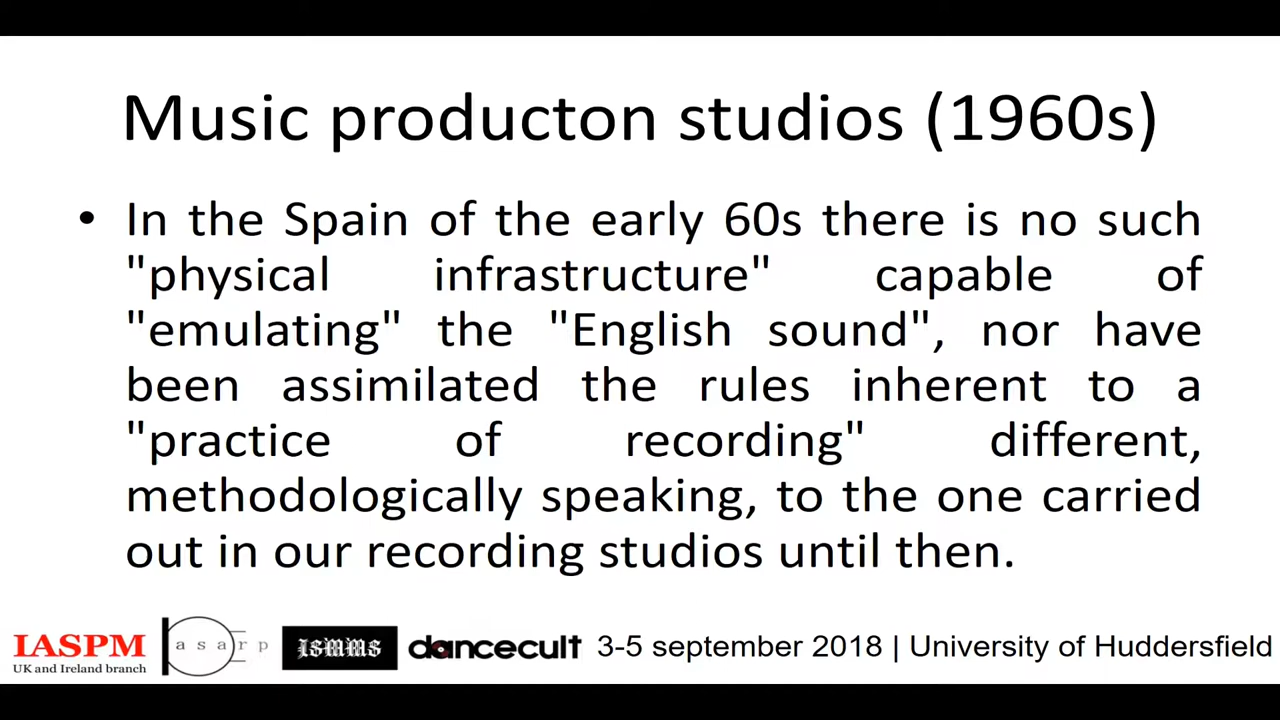 Music producton studios (1960s)
• In the Spain of the early 60s there is no such
"physical infrastructure" capable of
"emulating" the "English sound", nor have
been assimilated the rules inherent to a
"practice of recording" different,
methodologically speaking, to the one carried
out in our recording studios until then.
IASPM
UK and Ireland branch
asarp
ISMMS
dancecult
3-5 september 2018 | University of Huddersfield